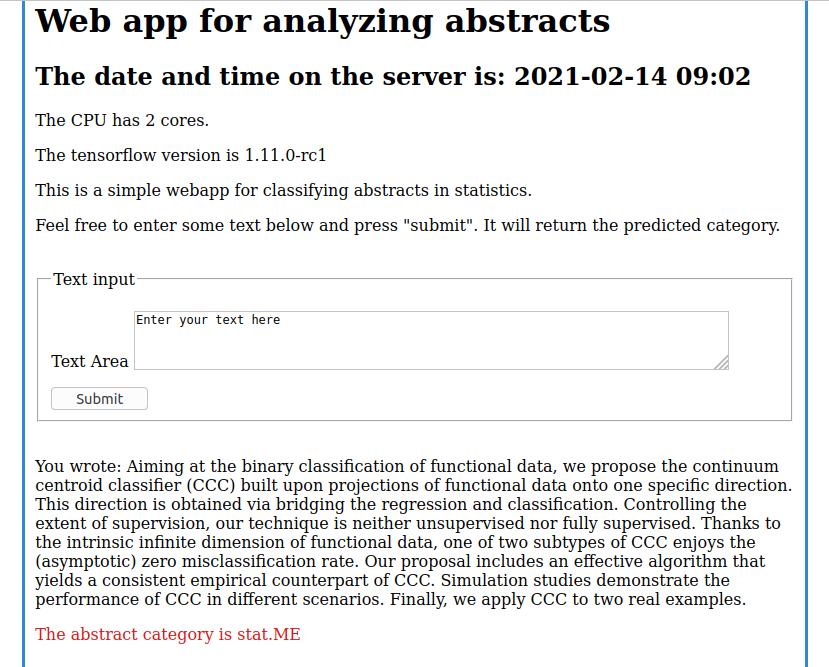 Web app for analyzing abstracts
The date and time on the server is: 2021-02-14 09:02
The CPU has 2 cores.
The tensorflow version is 1.11.0-rc1
This is a simple webapp for classifying abstracts in statistics.
Feel free to enter some text below and press "submit". It will return the predicted category.
Text input
Enter your text here
Text Area
Submit
You wrote: Aiming at the binary classification of functional data, we propose the continuum
centroid classifier (CCC) built upon projections of functional data onto one specific direction.
This direction is obtained via bridging the regression and classification. Controlling the
extent of supervision, our technique is neither unsupervised nor fully supervised. Thanks to
the intrinsic infinite dimension of functional data, one of two subtypes of CCC enjoys the
(asymptotic) zero misclassification rate. Our proposal includes an effective algorithm that
yields a consistent empirical counterpart of CCC. Simulation studies demonstrate the
performance of CCC in different scenarios. Finally, we apply CCC to two real examples.
The abstract category is stat.ME